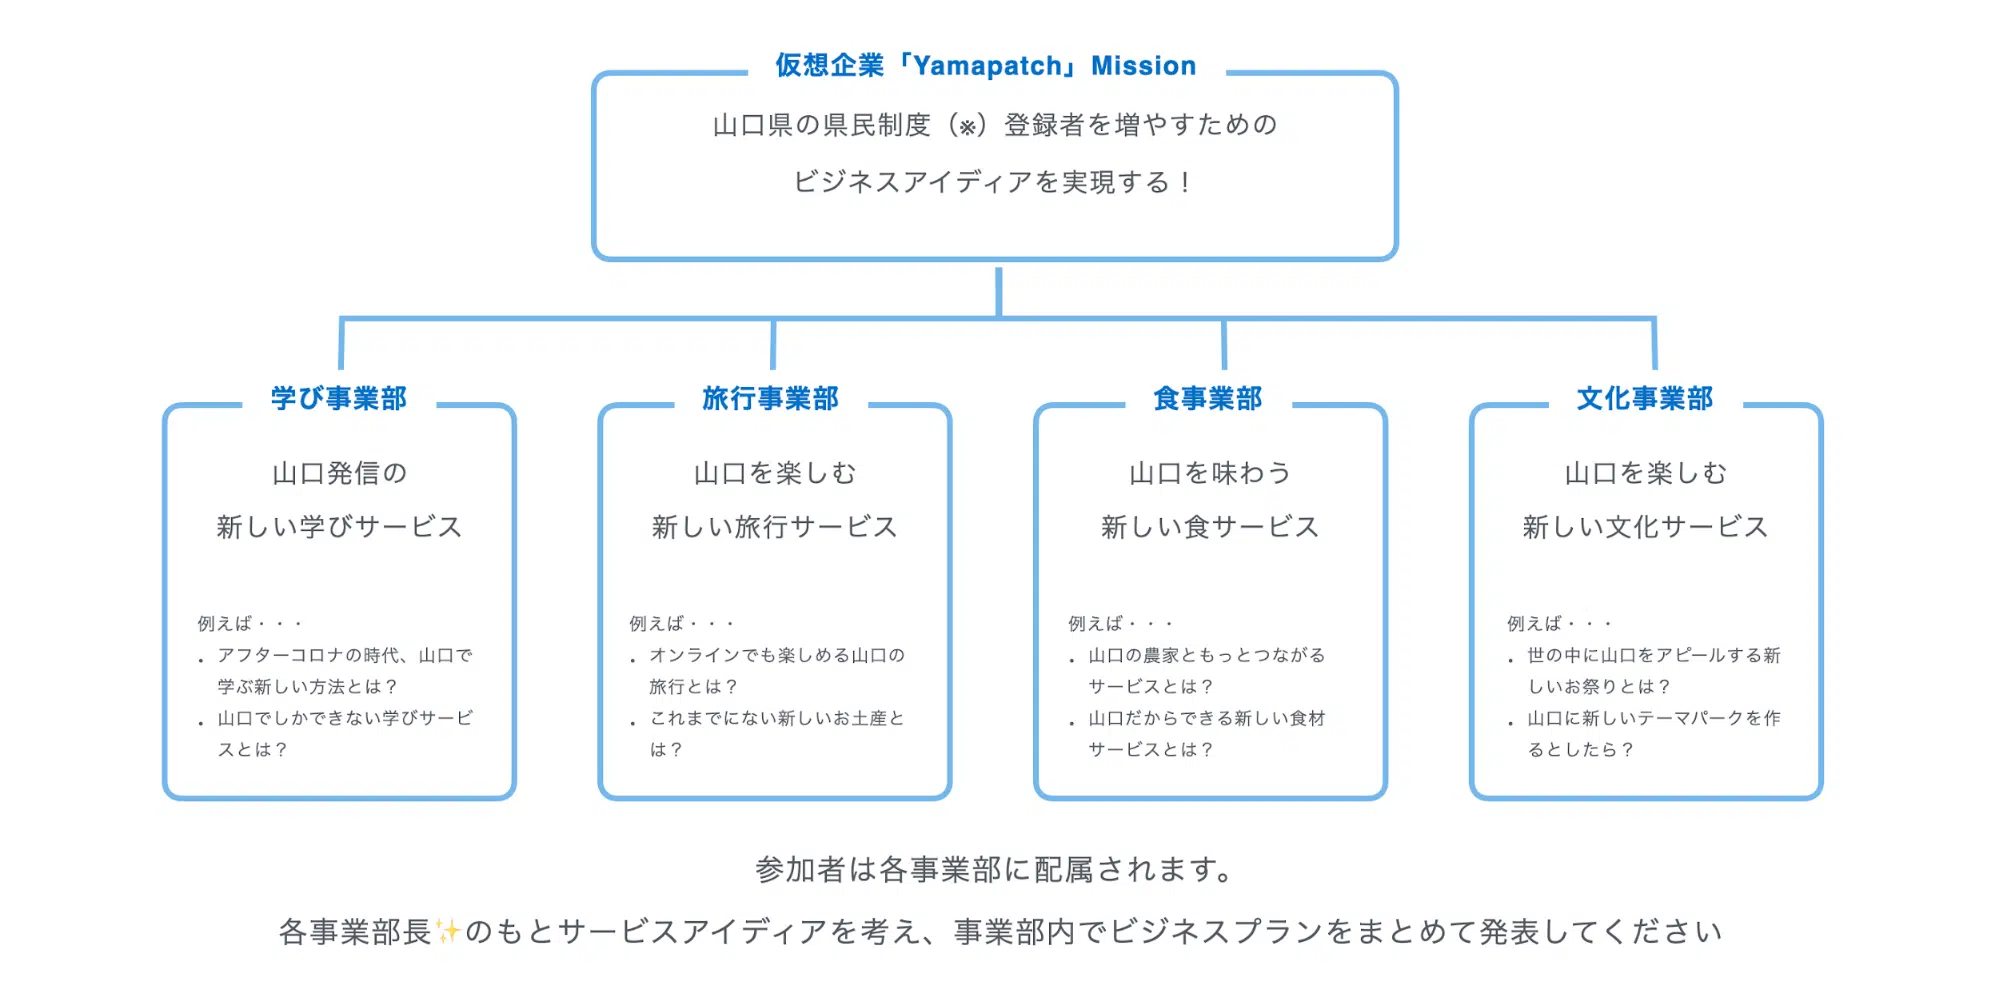 仮想企業「Yamapatch」Mission
山口県の県民制度（※）登録者を増やすための
ビジネスアイディアを実現する！
学び事業部
山口発信の
新しい学びサービス
例えば・・・
• アフターコロナの時代、山口で
学ぶ新しい方法とは？
• 山口でしかできない学びサービ
スとは？
旅行事業部
山口を楽しむ
新しい旅行サービス
例えば・・・
• オンラインでも楽しめる山口の
旅行とは？
• これまでにない新しいお土産と
は？
食事業部
山口を味わう
新しい食サービス
例えば・・・
• 山口の農家ともっとつながる
サービスとは？
• 山口だからできる新しい食材
サービスとは？
文化事業部
山口を楽しむ
新しい文化サービス
例えば・・・
• 世の中に山口をアピールする新
しいお祭りとは？
• 山口に新しいテーマパークを作
るとしたら？
参加者は各事業部に配属されます。
各事業部長✨のもとサービスアイディアを考え、事業部内でビジネスプランをまとめて発表してください